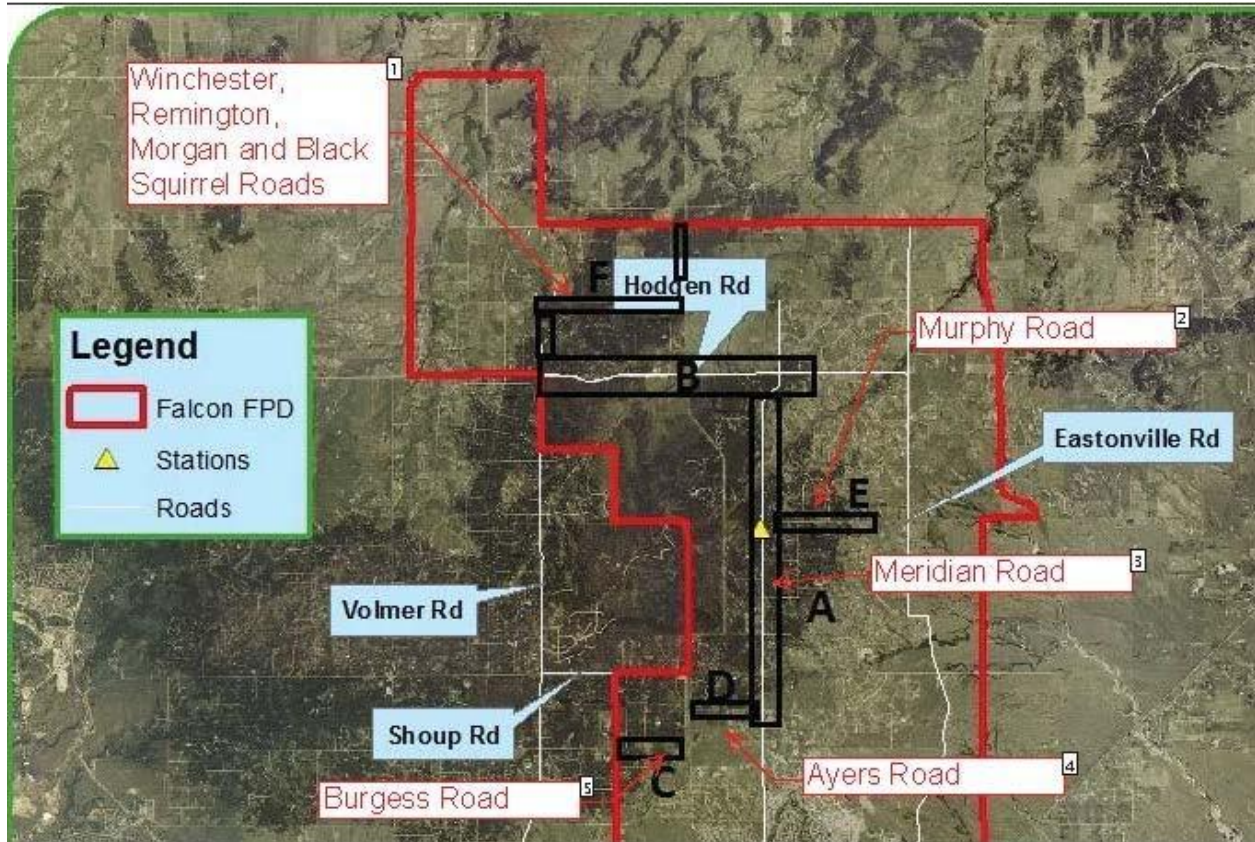 Winchester,
Remington,
Morgan and Black
Squirrel Roads
1
F
Hodgen Rd
Murphy Road
2
Legend
Falcon FPD
Stations
Roads
B
Eastonville Rd
E
Meridian Road
3
A
Volmer Rd
D
Shoup Rd
C
Ayers Road
4
Burgess Road
5